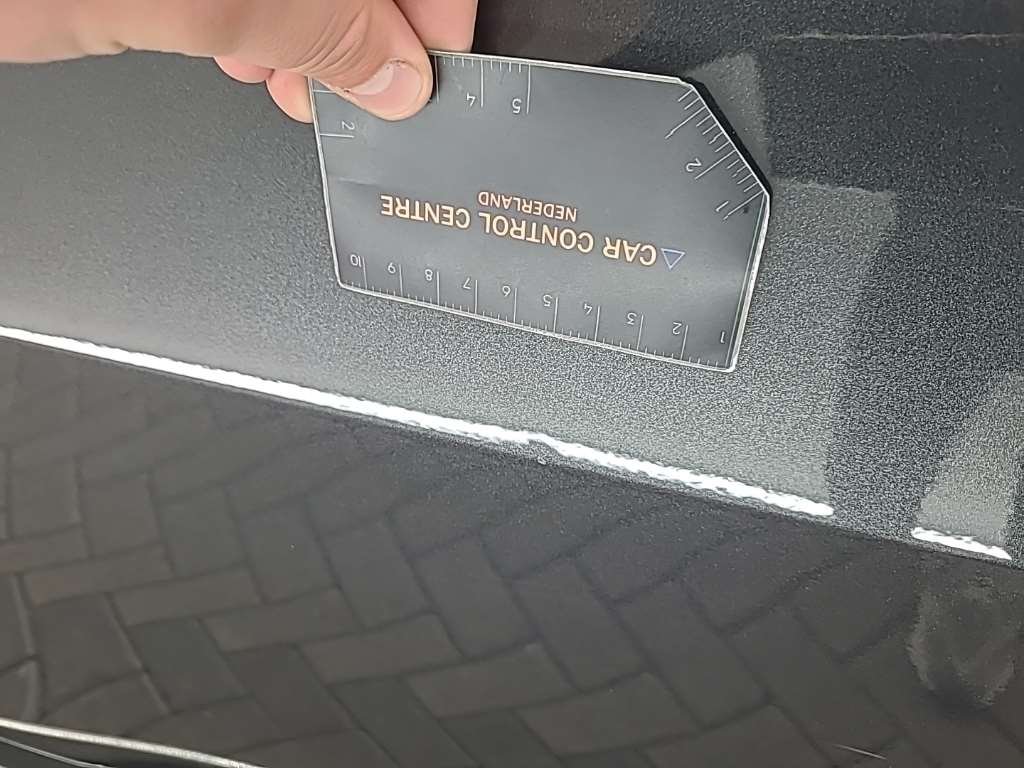 CAR CONTROL CENTRE
NEDERLAND
1 2 3 4 5 6 7 8 9 10
1 2
5 4
2